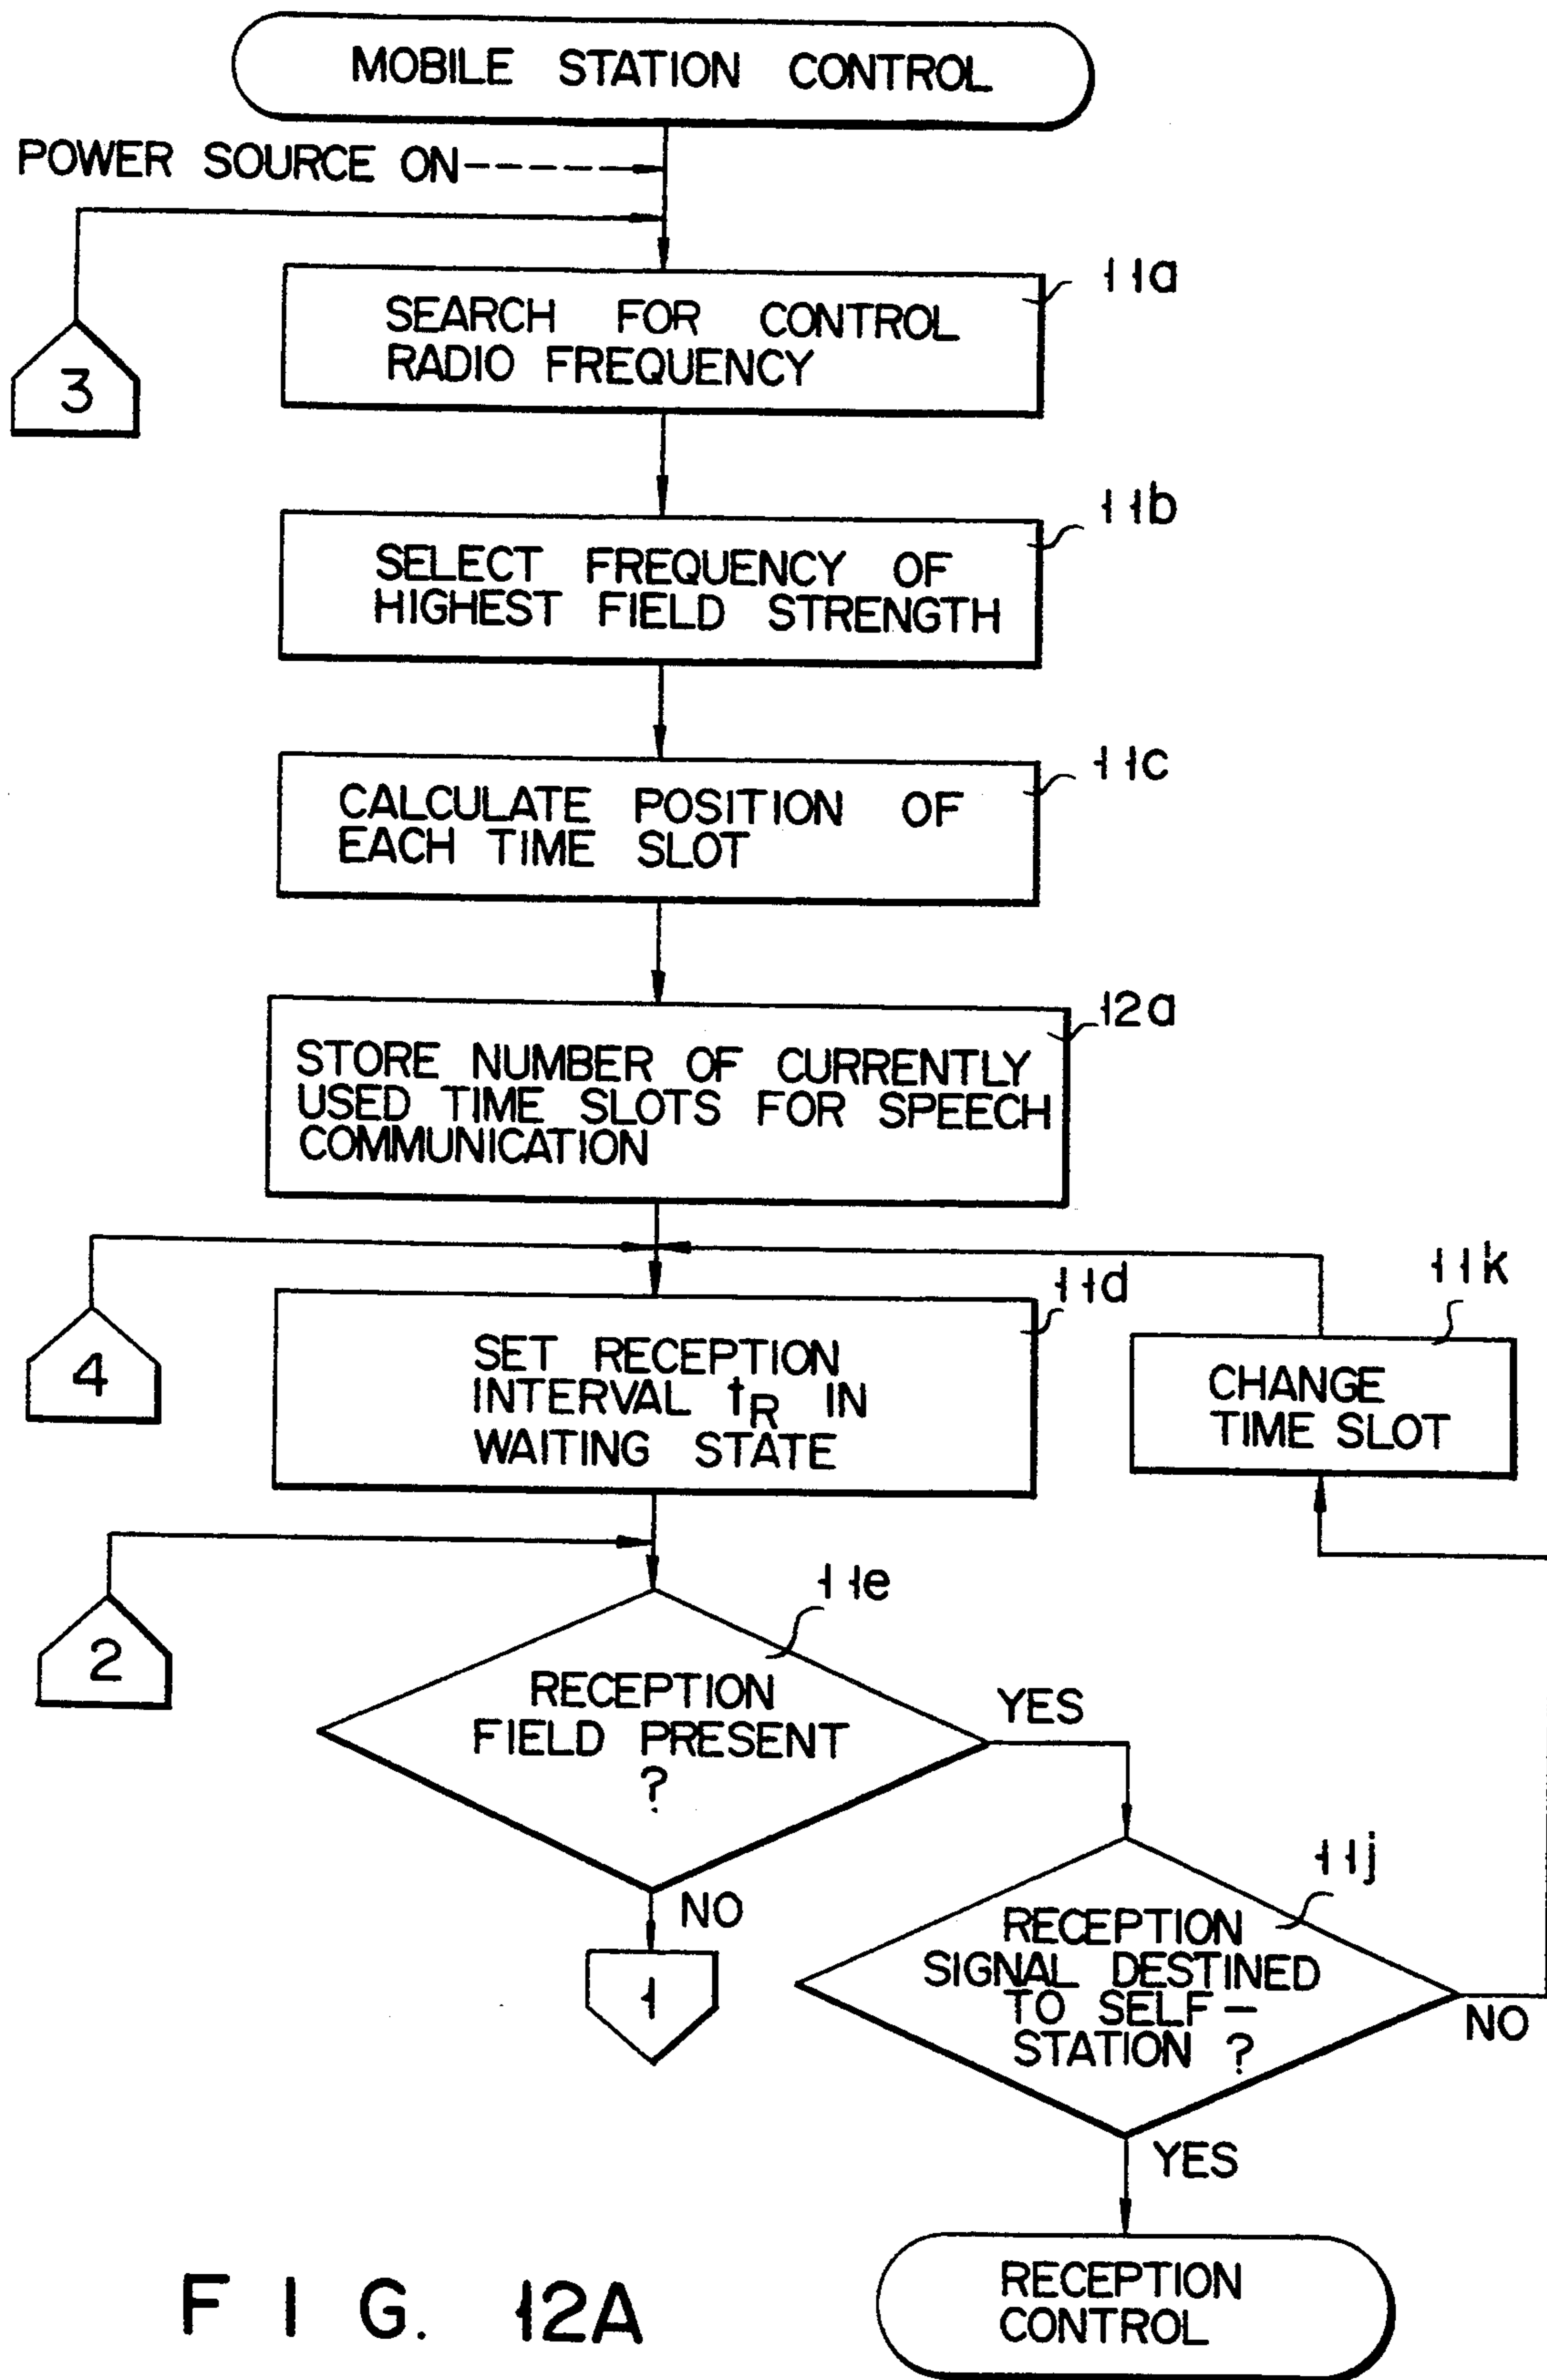 MOBILE STATION CONTROL
POWER SOURCE ON
11a
SEARCH FOR CONTROL
RADIO FREQUENCY
3
11b
SELECT FREQUENCY OF
HIGHEST FIELD STRENGTH
11c
CALCULATE POSITION OF
EACH TIME SLOT
12a
STORE NUMBER OF CURRENTLY
USED TIME SLOTS FOR SPEECH
COMMUNICATION
11d
11k
4
SET RECEPTION
INTERVAL tR IN
WAITING STATE
CHANGE
TIME SLOT
11e
2
RECEPTION
FIELD PRESENT
?
YES
NO
1
11j
RECEPTION
SIGNAL DESTINED
TO SELF-
STATION ?
NO
YES
RECEPTION
CONTROL
FIG. 12A